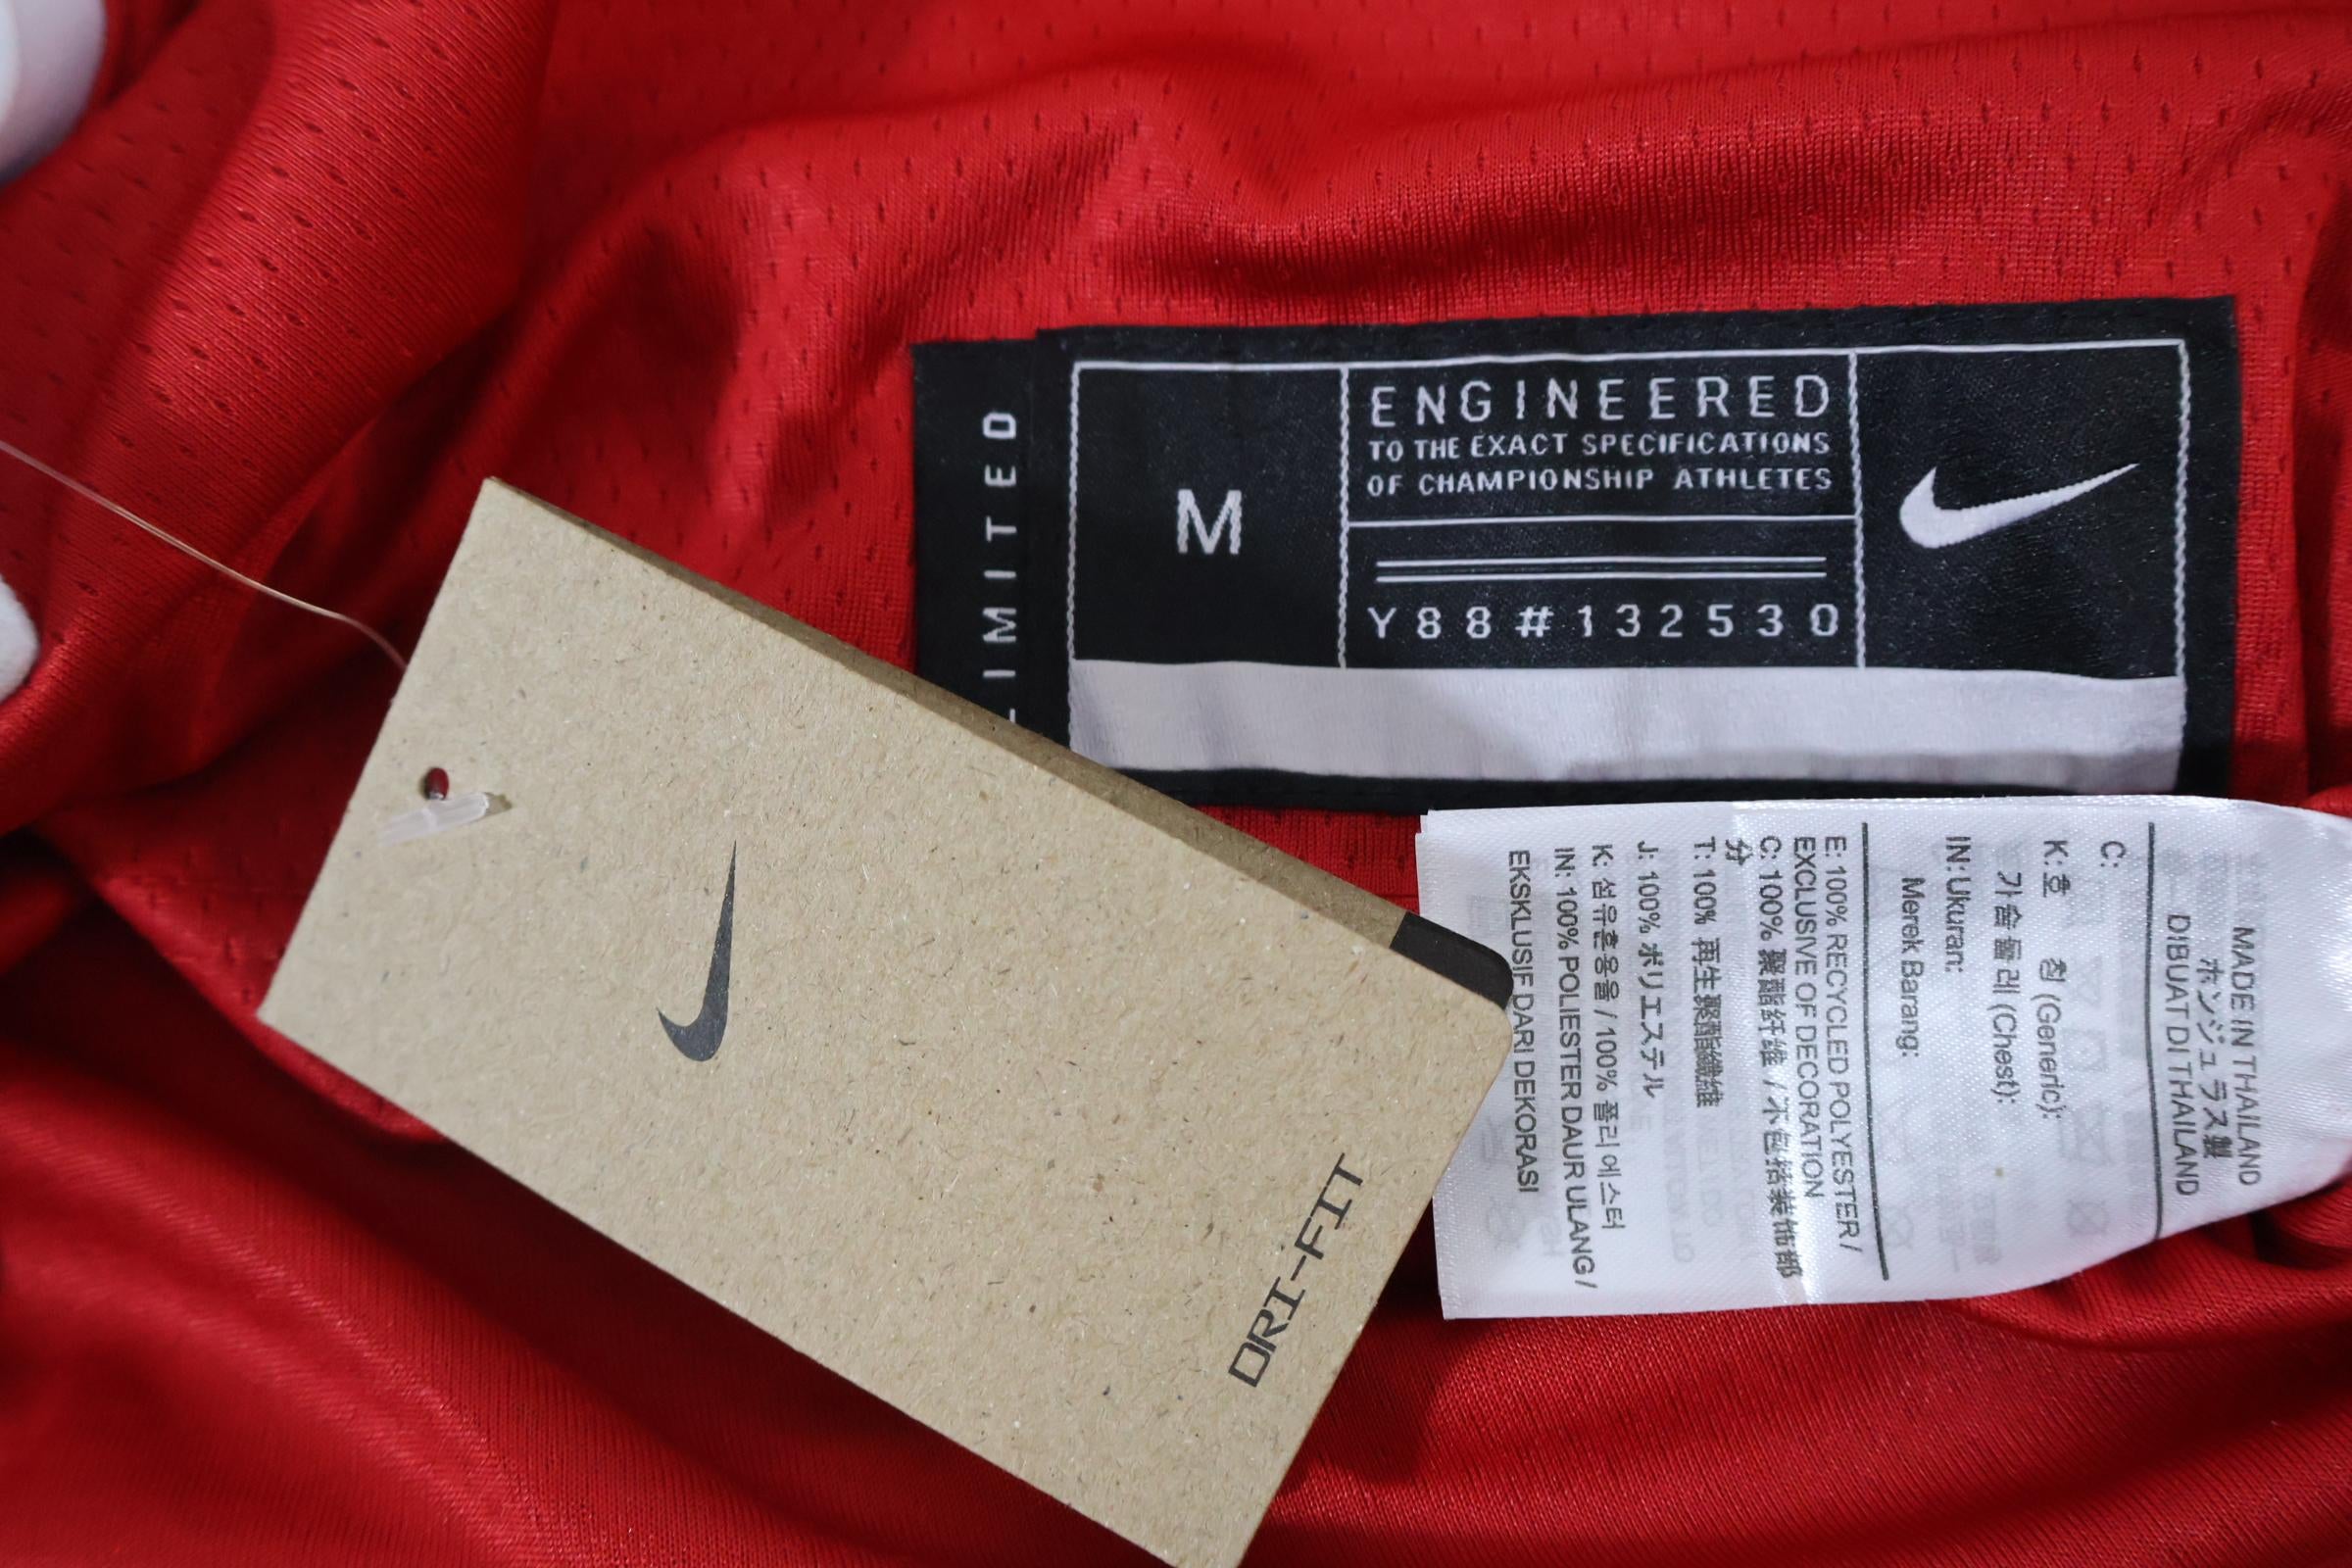 LIMITED
M
ENGINEERED
TO THE EXACT SPECIFICATIONS
OF CHAMPIONSHIP ATHLETES
Y88#132530
DRI-FIT
MADE IN THAILAND
ホンジュラス製
DIBUAT DI THAILAND
C:
K: 호 칭 (Generic):
가슴둘레 (Chest):
IN: Ukuran:
Merek Barang:
E: 100% RECYCLED POLYESTER /
EXCLUSIVE OF DECORATION
C: 100% 聚酯纤维 / 不包括装饰部
分
T: 100% 再生聚酯纖維
J: 100% ポリエステル
K: 섬유혼용율 / 100% 폴리에스터
IN: 100% POLIESTER DAUR ULANG /
EKSKLUSIF DARI DEKORASI